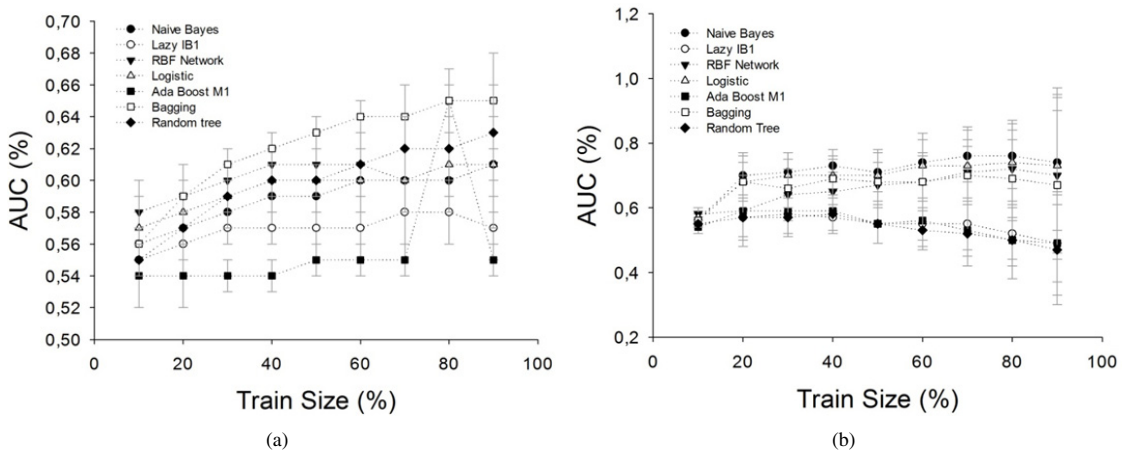 0,70
0,68
0,66
0,64
0,62
0,60
0,58
0,56
0,54
0,52
0,50
AUC (%)
Naive Bayes
Lazy IB1
RBF Network
Logistic
Ada Boost M1
Bagging
Random tree
0 20 40 60 80 100
Train Size (%)
(a)
1,2
1,0
0,8
0,6
0,4
0,2
AUC (%)
Naive Bayes
Lazy IB1
RBF Network
Logistic
Ada Boost M1
Bagging
Random Tree
0 20 40 60 80 100
Train Size (%)
(b)